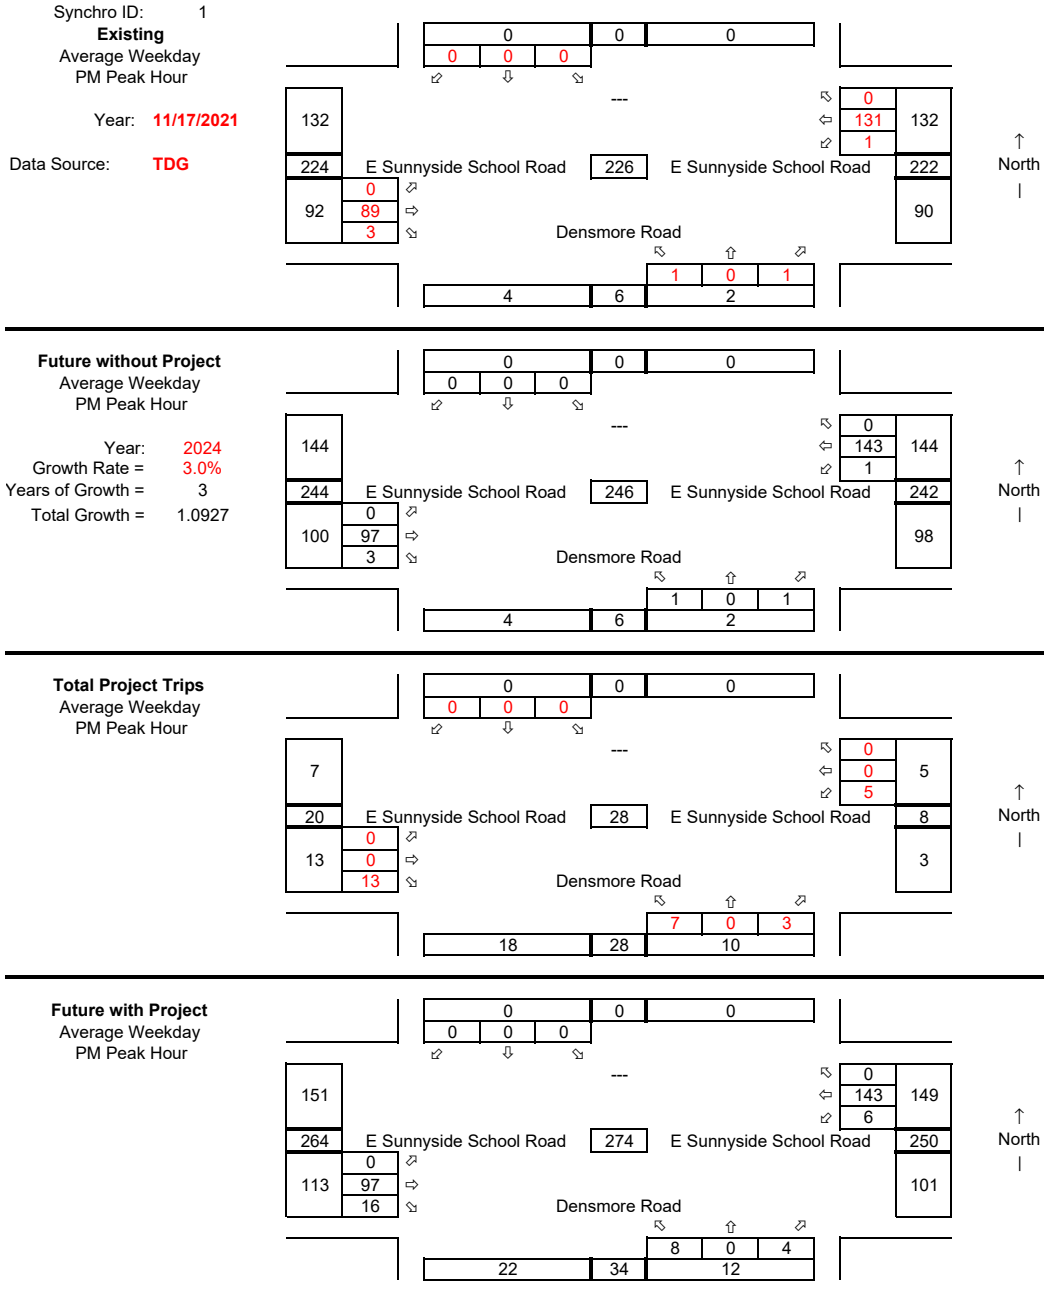 Synchro ID: 1
Existing 0 0 0
Average Weekday 0 0 0
PM Peak Hour ⬃ ⇩ ⬂
--- ⬁ 0
Year: 11/17/2021 132 ⇦ 131 132
⬃ 1 ↑
Data Source: TDG 224 E Sunnyside School Road 226 E Sunnyside School Road 222 North
0 ⬀ |
92 89 ⇨ 90
3 ⬂ Densmore Road
⬁ ⇧ ⬀
1 0 1
4 6 2
Future without Project 0 0 0
Average Weekday 0 0 0
PM Peak Hour ⬃ ⇩ ⬂
--- ⬁ 0
Year: 2024 144 ⇦ 143 144
Growth Rate = 3.0% ⬃ 1 ↑
Years of Growth = 3 244 E Sunnyside School Road 246 E Sunnyside School Road 242 North
Total Growth = 1.0927 0 ⬀ |
100 97 ⇨ 98
3 ⬂ Densmore Road
⬁ ⇧ ⬀
1 0 1
4 6 2
Total Project Trips 0 0 0
Average Weekday 0 0 0
PM Peak Hour ⬃ ⇩ ⬂
--- ⬁ 0
7 ⇦ 0 5
⬃ 5 ↑
20 E Sunnyside School Road 28 E Sunnyside School Road 8 North
0 ⬀ |
13 0 ⇨ 3
13 ⬂ Densmore Road
⬁ ⇧ ⬀
7 0 3
18 28 10
Future with Project 0 0 0
Average Weekday 0 0 0
PM Peak Hour ⬃ ⇩ ⬂
--- ⬁ 0
151 ⇦ 143 149
⬃ 6 ↑
264 E Sunnyside School Road 274 E Sunnyside School Road 250 North
0 ⬀ |
113 97 ⇨ 101
16 ⬂ Densmore Road
⬁ ⇧ ⬀
8 0 4
22 34 12